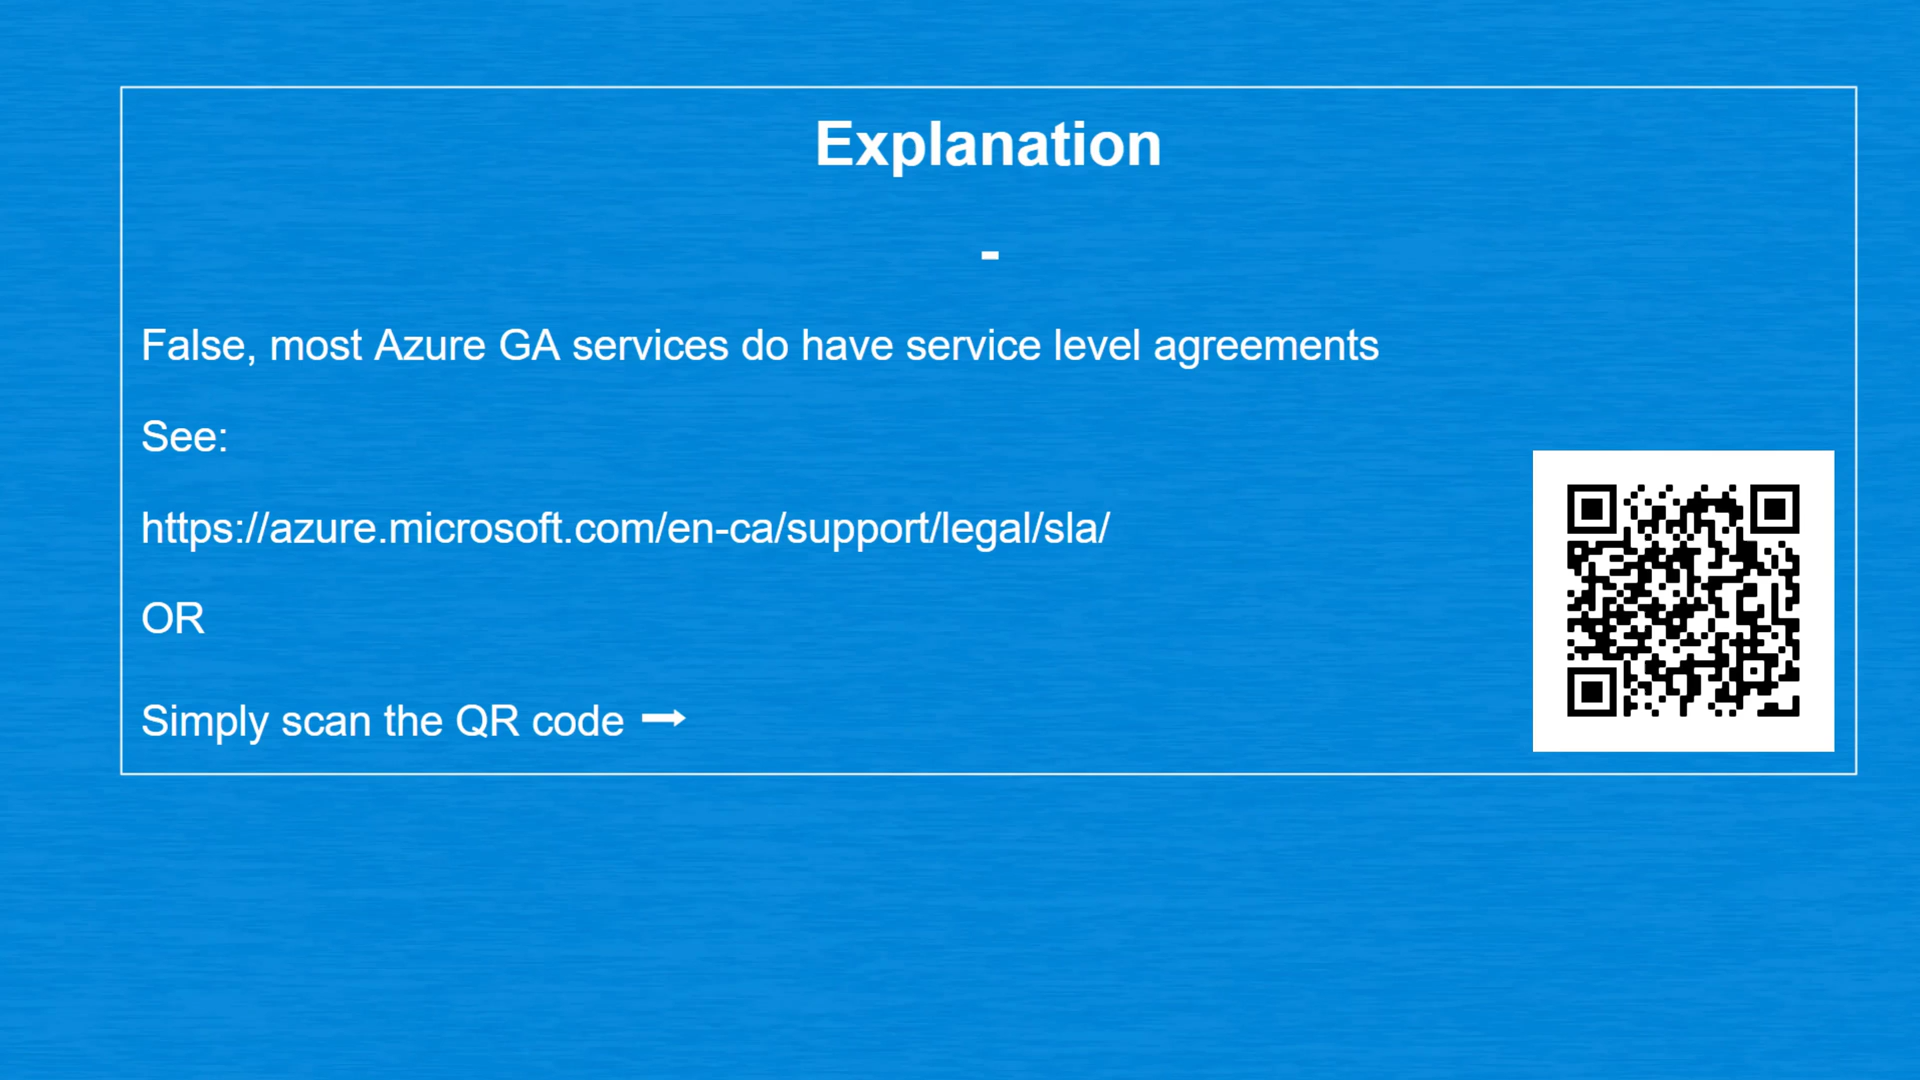 Explanation
-
False, most Azure GA services do have service level agreements
See:
https://azure.microsoft.com/en-ca/support/legal/sla/
OR
Simply scan the QR code ➞